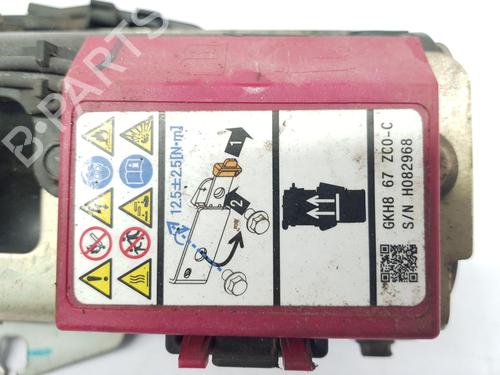 B-PARTS
12.5±2.5[N·m]
1
2
GKH8 67 ZC0-C
S/N H082968